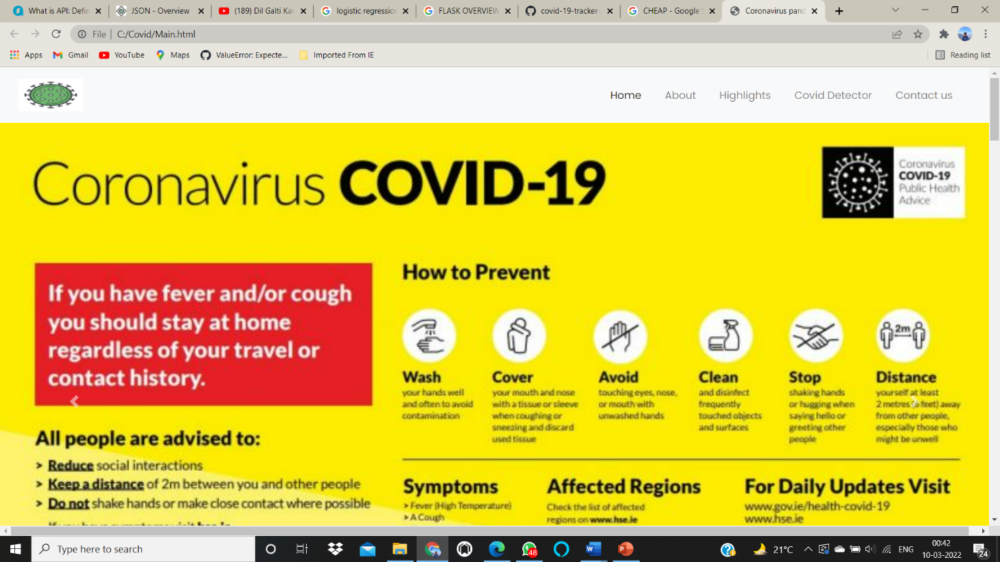 What is API: Defin
JSON - Overview
(189) Dil Galti Kar
logistic regression
FLASK OVERVIEW
covid-19-tracker-
CHEAP - Google S
Coronavirus pand
File
C:/Covid/Main.html
Apps
Gmail
YouTube
Maps
ValueError: Expecte...
Imported From IE
Reading list
Home
About
Highlights
Covid Detector
Contact us
Coronavirus COVID-19
Coronavirus
COVID-19
Public Health
Advice
If you have fever and/or cough
you should stay at home
regardless of your travel or
contact history.
How to Prevent
Wash
your hands well
and often to avoid
contamination
Cover
your mouth and nose
with a tissue or sleeve
when coughing or
sneezing and discard
used tissue
Avoid
touching eyes, nose,
or mouth with
unwashed hands
Clean
and disinfect
frequently
touched objects
and surfaces
Stop
shaking hands
or hugging when
saying hello or
greeting other
people
2m
Distance
yourself at least
2 metres (6 feet) away
from other people,
especially those who
might be unwell
All people are advised to:
> Reduce social interactions
> Keep a distance of 2m between you and other people
> Do not shake hands or make close contact where possible
Symptoms
> Fever (High Temperature)
> A Cough
Affected Regions
Check the list of affected
regions on www.hse.ie
For Daily Updates Visit
www.gov.ie/health-covid-19
www.hse.ie
Type here to search
48
21°C
ENG
00:42
10-03-2022
24